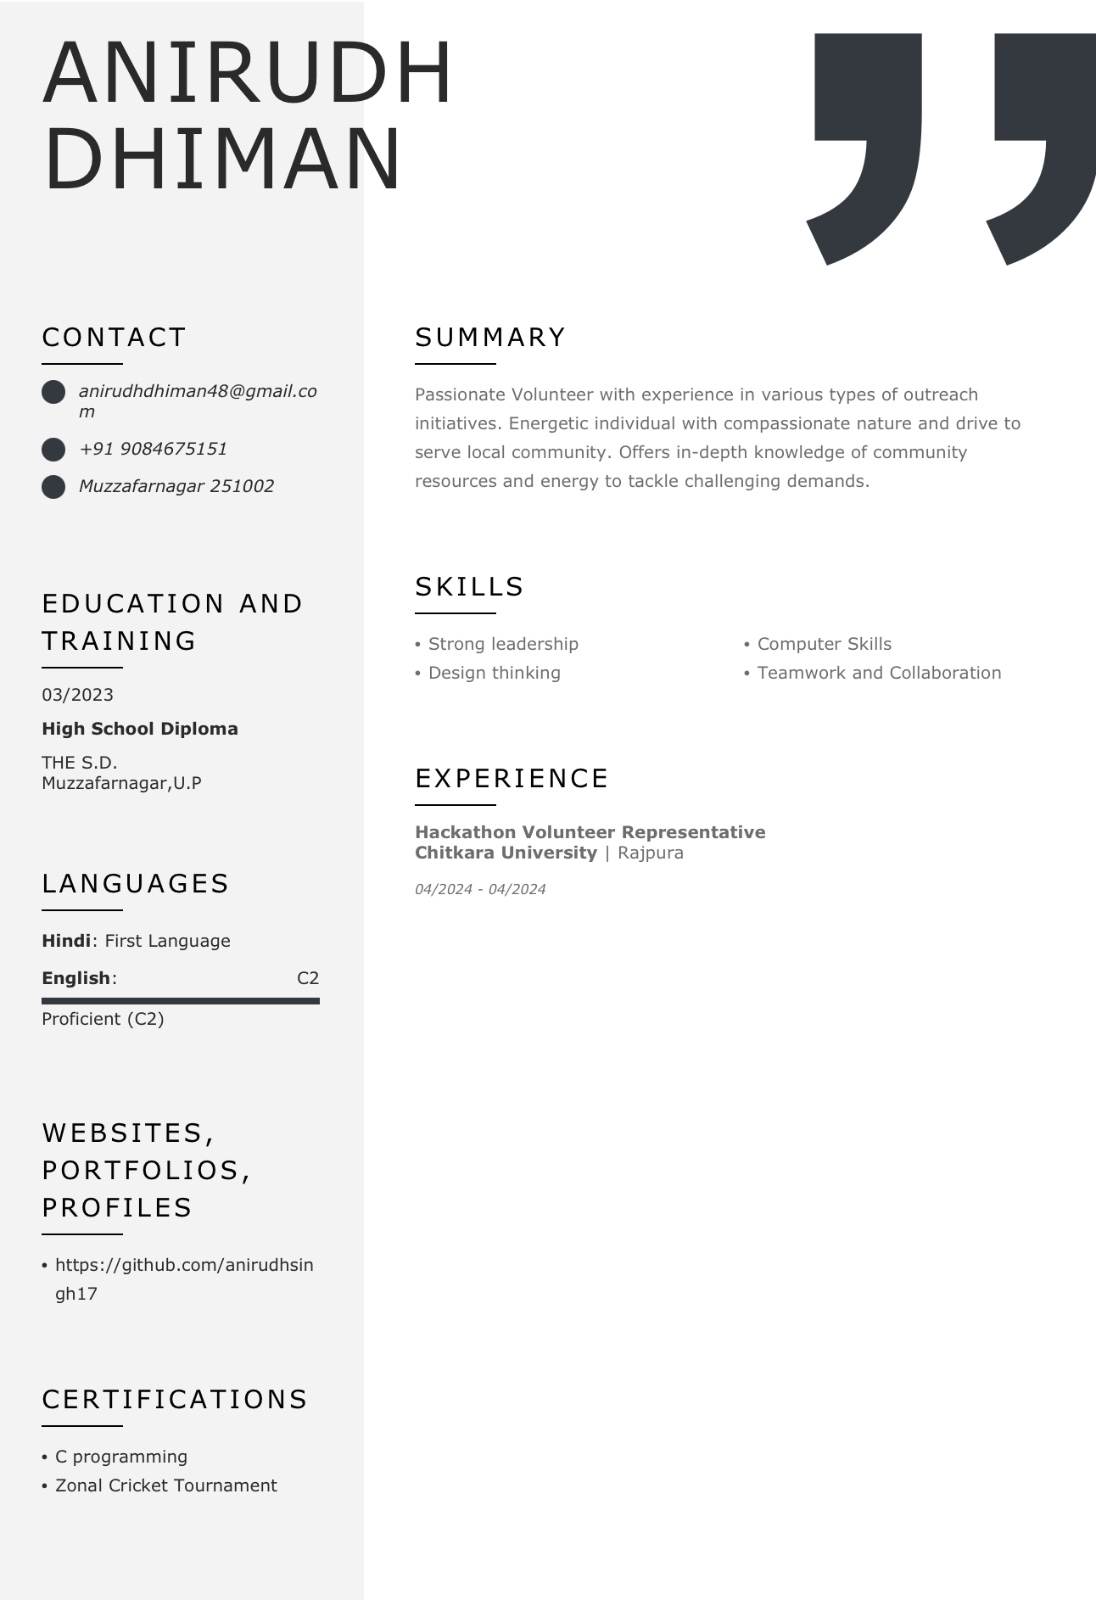 ANIRUDH
DHIMAN
CONTACT
anirudhdhiman48@gmail.co
m
+91 9084675151
Muzzafarnagar 251002
EDUCATION AND
TRAINING
03/2023
High School Diploma
THE S.D.
Muzzafarnagar,U.P
LANGUAGES
Hindi: First Language
English: C2
Proficient (C2)
WEBSITES,
PORTFOLIOS,
PROFILES
• https://github.com/anirudhsin
gh17
CERTIFICATIONS
• C programming
• Zonal Cricket Tournament
SUMMARY
Passionate Volunteer with experience in various types of outreach
initiatives. Energetic individual with compassionate nature and drive to
serve local community. Offers in-depth knowledge of community
resources and energy to tackle challenging demands.
SKILLS
• Strong leadership
• Design thinking
• Computer Skills
• Teamwork and Collaboration
EXPERIENCE
Hackathon Volunteer Representative
Chitkara University | Rajpura
04/2024 - 04/2024